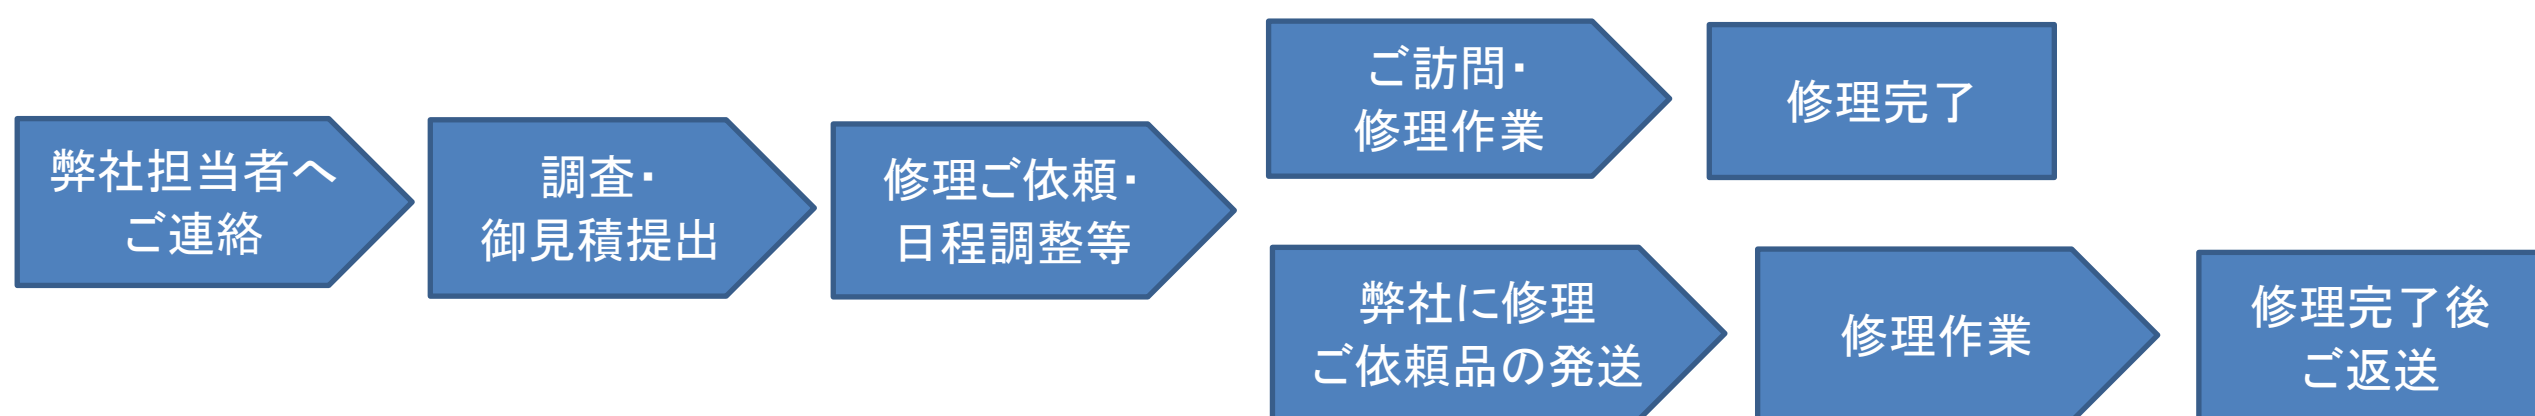 弊社担当者へ
ご連絡
調査・
御見積提出
修理ご依頼・
日程調整等
ご訪問・
修理作業
修理完了
弊社に修理
ご依頼品の発送
修理作業
修理完了後
ご返送